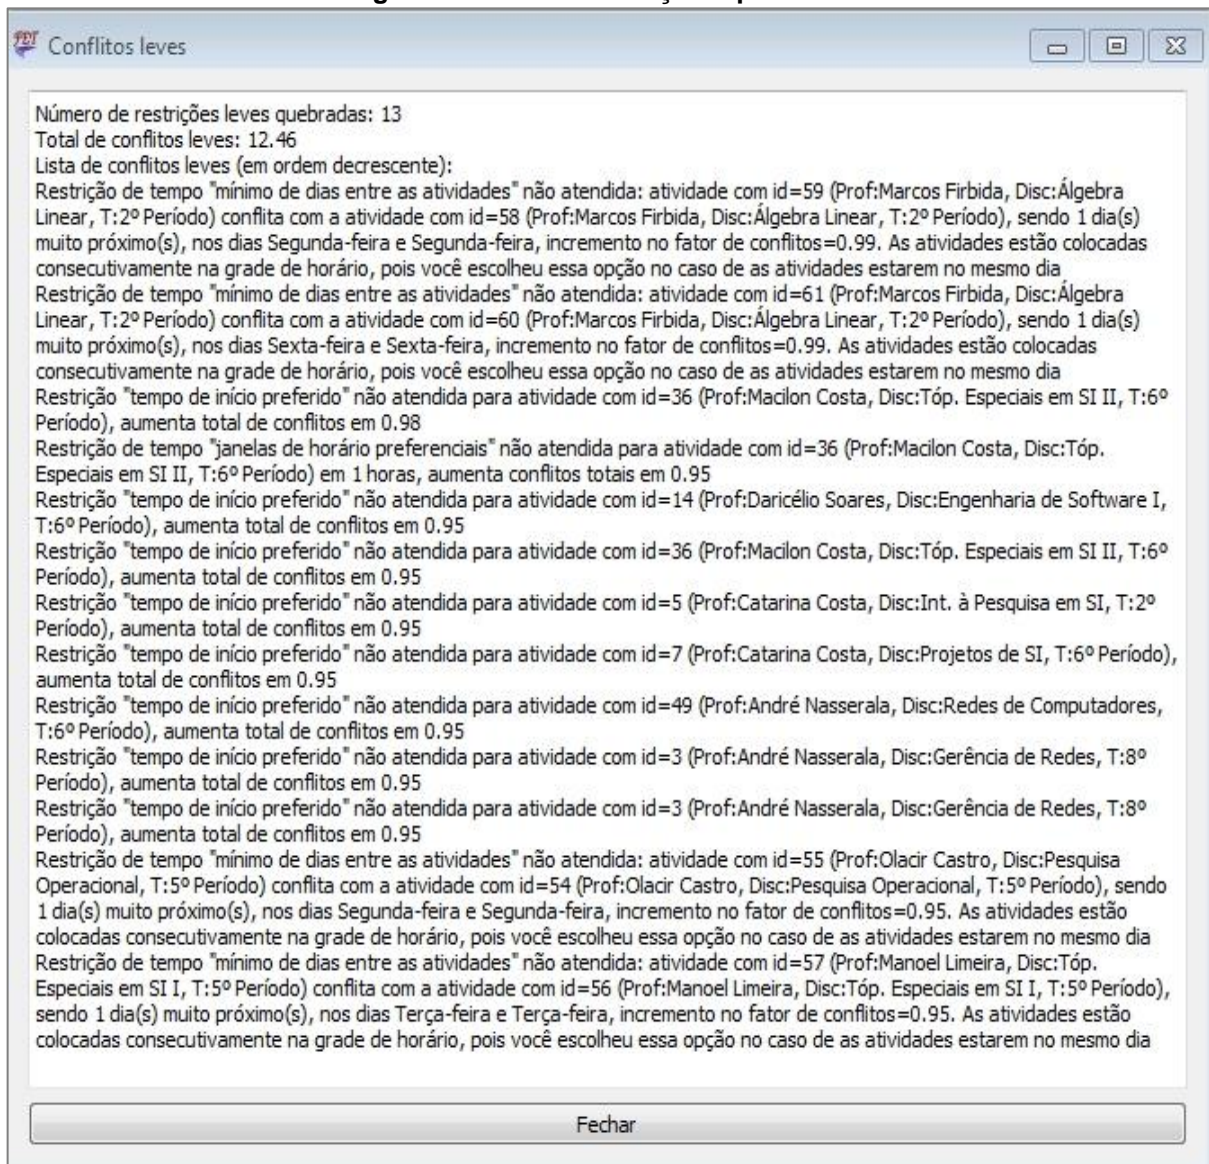 FET Conflitos leves
Número de restrições leves quebradas: 13
Total de conflitos leves: 12.46
Lista de conflitos leves (em ordem decrescente):
Restrição de tempo "mínimo de dias entre as atividades" não atendida: atividade com id=59 (Prof:Marcos Firbida, Disc:Álgebra
Linear, T:2º Período) conflita com a atividade com id=58 (Prof:Marcos Firbida, Disc:Álgebra Linear, T:2º Período), sendo 1 dia(s)
muito próximo(s), nos dias Segunda-feira e Segunda-feira, incremento no fator de conflitos=0.99. As atividades estão colocadas
consecutivamente na grade de horário, pois você escolheu essa opção no caso de as atividades estarem no mesmo dia
Restrição de tempo "mínimo de dias entre as atividades" não atendida: atividade com id=61 (Prof:Marcos Firbida, Disc:Álgebra
Linear, T:2º Período) conflita com a atividade com id=60 (Prof:Marcos Firbida, Disc:Álgebra Linear, T:2º Período), sendo 1 dia(s)
muito próximo(s), nos dias Sexta-feira e Sexta-feira, incremento no fator de conflitos=0.99. As atividades estão colocadas
consecutivamente na grade de horário, pois você escolheu essa opção no caso de as atividades estarem no mesmo dia
Restrição "tempo de início preferido" não atendida para atividade com id=36 (Prof:Macilon Costa, Disc:Tóp. Especiais em SI II, T:6º
Período), aumenta total de conflitos em 0.98
Restrição de tempo "janelas de horário preferenciais" não atendida para atividade com id=36 (Prof:Macilon Costa, Disc:Tóp.
Especiais em SI II, T:6º Período) em 1 horas, aumenta conflitos totais em 0.95
Restrição "tempo de início preferido" não atendida para atividade com id=14 (Prof:Daricélio Soares, Disc:Engenharia de Software I,
T:6º Período), aumenta total de conflitos em 0.95
Restrição "tempo de início preferido" não atendida para atividade com id=36 (Prof:Macilon Costa, Disc:Tóp. Especiais em SI II, T:6º
Período), aumenta total de conflitos em 0.95
Restrição "tempo de início preferido" não atendida para atividade com id=5 (Prof:Catarina Costa, Disc:Int. à Pesquisa em SI, T:2º
Período), aumenta total de conflitos em 0.95
Restrição "tempo de início preferido" não atendida para atividade com id=7 (Prof:Catarina Costa, Disc:Projetos de SI, T:6º Período),
aumenta total de conflitos em 0.95
Restrição "tempo de início preferido" não atendida para atividade com id=49 (Prof:André Nasserala, Disc:Redes de Computadores,
T:6º Período), aumenta total de conflitos em 0.95
Restrição "tempo de início preferido" não atendida para atividade com id=3 (Prof:André Nasserala, Disc:Gerência de Redes, T:8º
Período), aumenta total de conflitos em 0.95
Restrição "tempo de início preferido" não atendida para atividade com id=3 (Prof:André Nasserala, Disc:Gerência de Redes, T:8º
Período), aumenta total de conflitos em 0.95
Restrição de tempo "mínimo de dias entre as atividades" não atendida: atividade com id=55 (Prof:Olacir Castro, Disc:Pesquisa
Operacional, T:5º Período) conflita com a atividade com id=54 (Prof:Olacir Castro, Disc:Pesquisa Operacional, T:5º Período), sendo
1 dia(s) muito próximo(s), nos dias Segunda-feira e Segunda-feira, incremento no fator de conflitos=0.95. As atividades estão
colocadas consecutivamente na grade de horário, pois você escolheu essa opção no caso de as atividades estarem no mesmo dia
Restrição de tempo "mínimo de dias entre as atividades" não atendida: atividade com id=57 (Prof:Manoel Limeira, Disc:Tóp.
Especiais em SI I, T:5º Período) conflita com a atividade com id=56 (Prof:Manoel Limeira, Disc:Tóp. Especiais em SI I, T:5º Período),
sendo 1 dia(s) muito próximo(s), nos dias Terça-feira e Terça-feira, incremento no fator de conflitos=0.95. As atividades estão
colocadas consecutivamente na grade de horário, pois você escolheu essa opção no caso de as atividades estarem no mesmo dia
Fechar